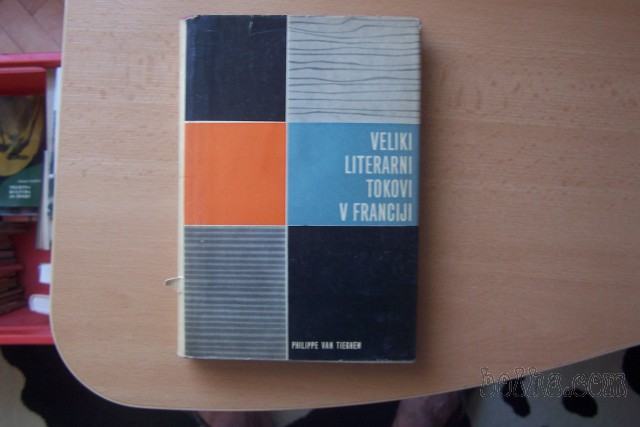 VELIKI
LITERARNI
TOKOVI
V FRANCIJI
PHILIPPE VAN TIEGHEM
bolha.com